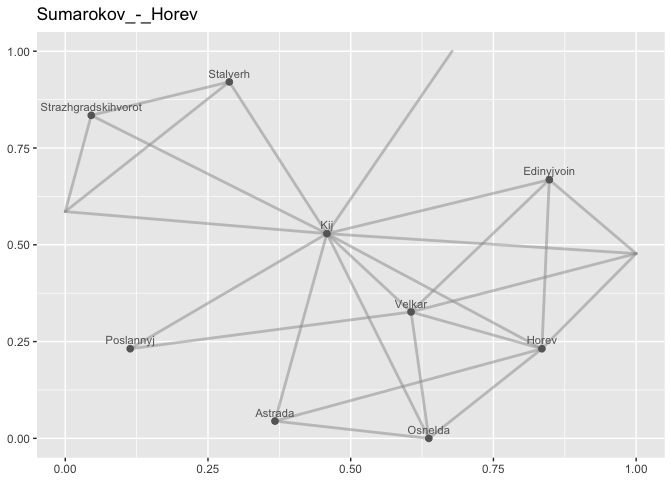 Sumarokov_-_Horev
1.00
Stalverh
Strazhgradskihvorot
0.75
Edinyjvoin
Kij
0.50
Velkar
Poslannyj
Horev
0.25
Astrada
Osnelda
0.00
0.00 0.25 0.50 0.75 1.00